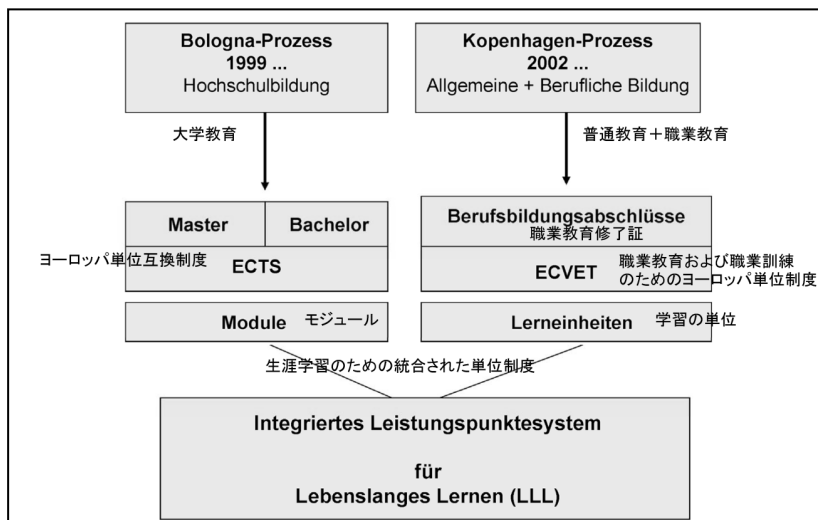 Bologna-Prozess
1999 ...
Hochschulbildung
Kopenhagen-Prozess
2002 ...
Allgemeine + Berufliche Bildung
大学教育
普通教育＋職業教育
Master
Bachelor
ヨーロッパ単位互換制度
ECTS
Berufsbildungsabschlüsse
職業教育修了証
ECVET
職業教育および職業訓練
のためのヨーロッパ単位制度
Module
モジュール
Lerneinheiten
学習の単位
生涯学習のための統合された単位制度
Integriertes Leistungspunktesystem
für
Lebenslanges Lernen (LLL)